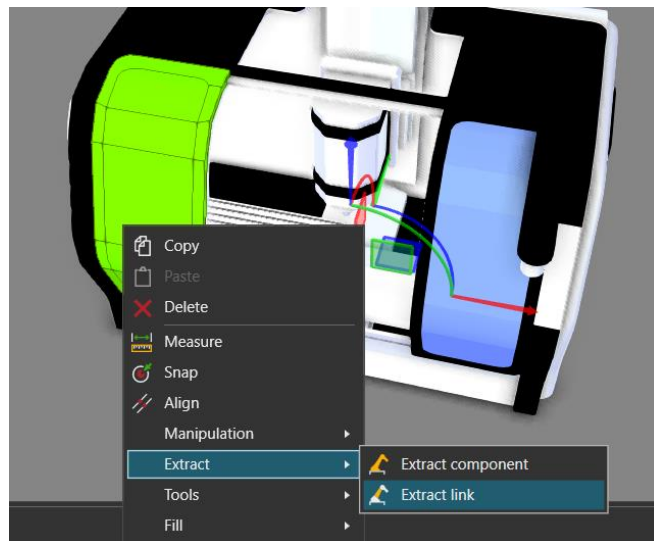 Copy
Paste
Delete
Measure
Snap
Align
Manipulation
Extract
Extract component
Tools
Extract link
Fill